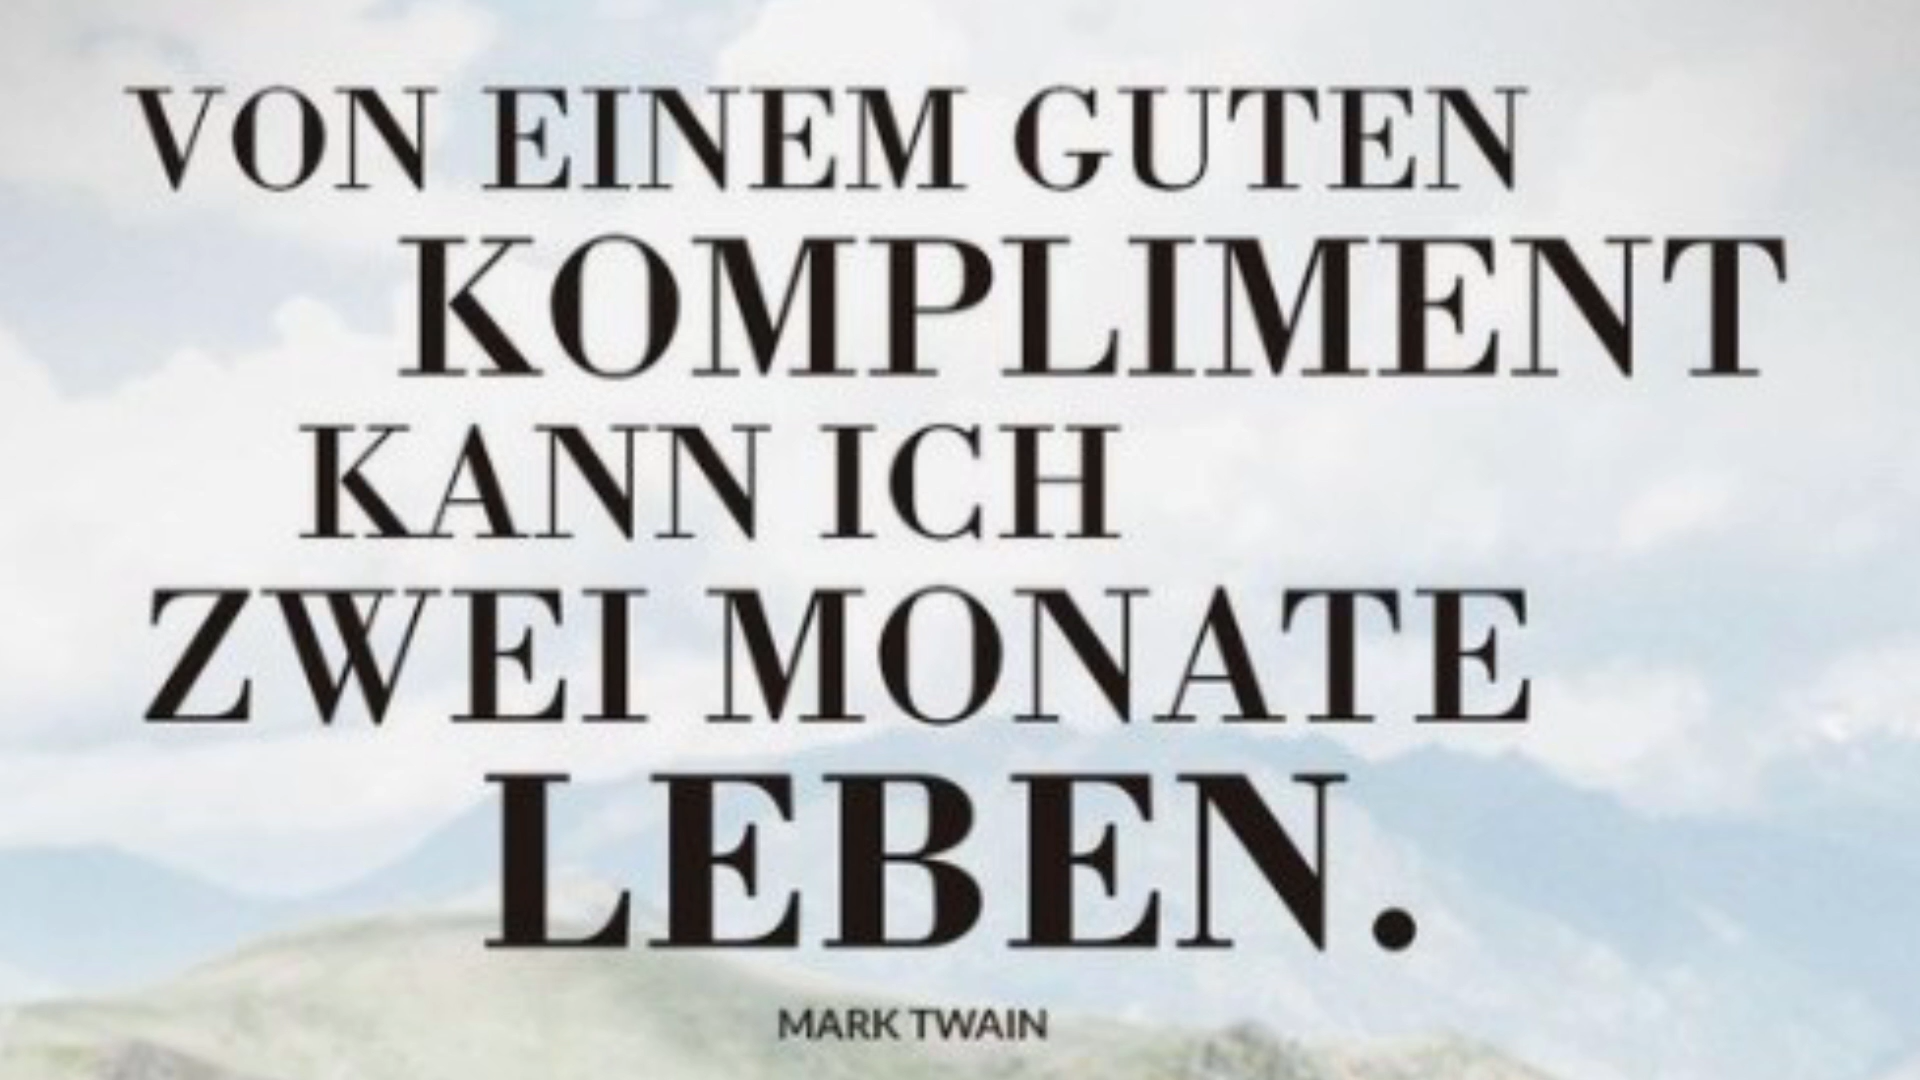 VON EINEM GUTEN
KOMPLIMENT
KANN ICH
ZWEI MONATE
LEBEN.
MARK TWAIN